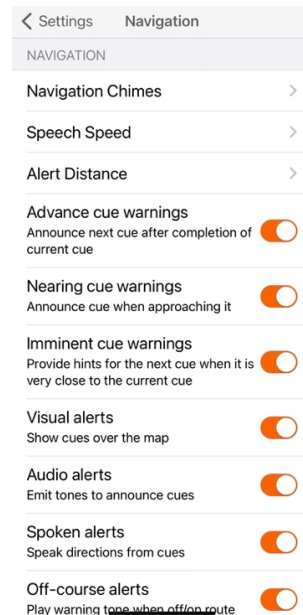 Settings Navigation
NAVIGATION
Navigation Chimes
Speech Speed
Alert Distance
Advance cue warnings
Announce next cue after completion of
current cue
Nearing cue warnings
Announce cue when approaching it
Imminent cue warnings
Provide hints for the next cue when it is
very close to the current cue
Visual alerts
Show cues over the map
Audio alerts
Emit tones to announce cues
Spoken alerts
Speak directions from cues
Off-course alerts
Play warning tone when off/on route